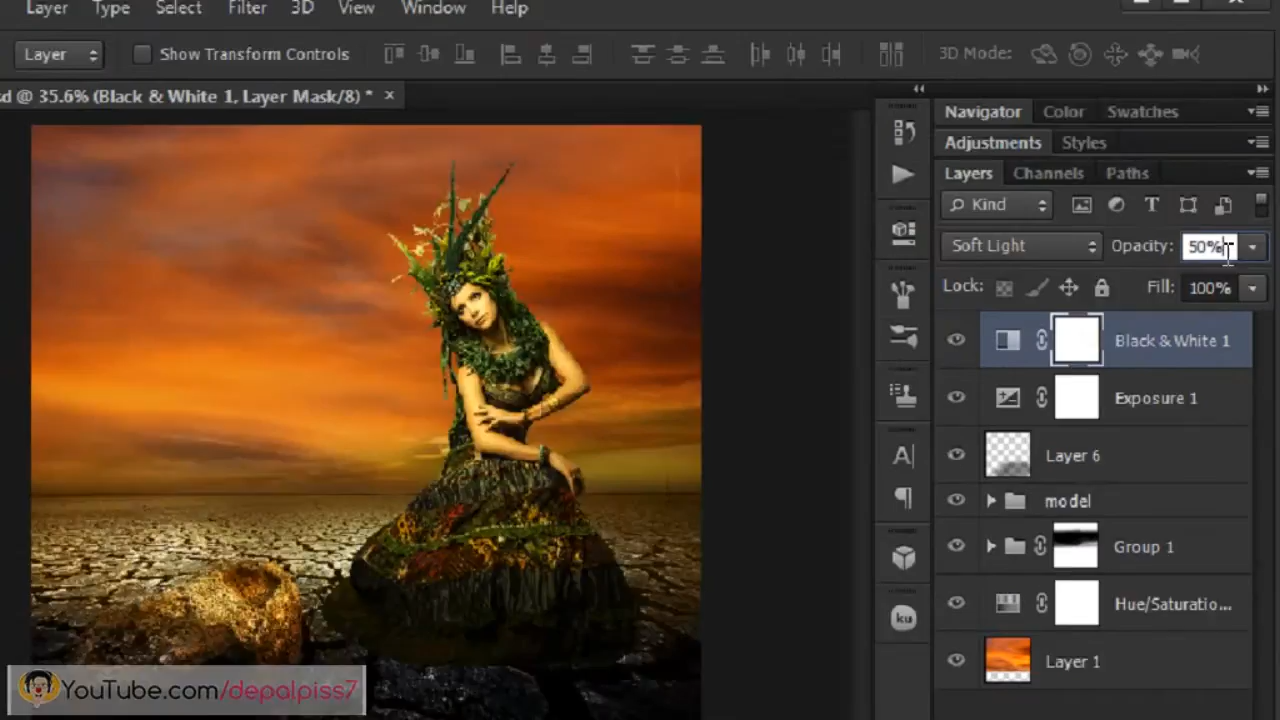 Layer Type Select Filter 3D View Window Help
Layer Show Transform Controls 3D Mode:
d @ 35.6% (Black & White 1, Layer Mask/8) * ×
Navigator Color Swatches
Adjustments Styles
Layers Channels Paths
Kind T
Soft Light Opacity: 50%
Lock: Fill: 100%
Black & White 1
Exposure 1
Layer 6
A
model
Group 1
Hue/Saturatio...
ku
Layer 1
YouTube.com/depalpiss7